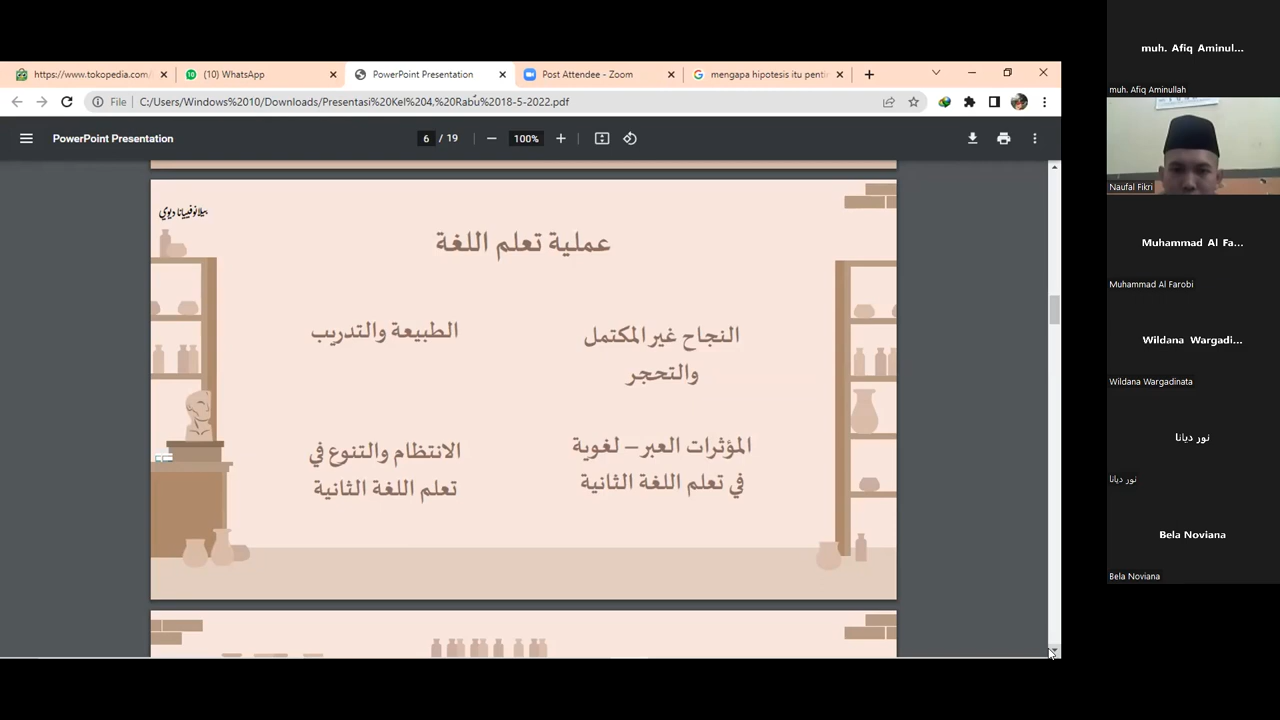 https://www.tokopedia.com/
(10) WhatsApp
PowerPoint Presentation
Post Attendee - Zoom
mengapa hipotesis itu penti
File
C:/Users/Windows%2010/Downloads/Presentasi%20Kel%204.%20Rabu%2018-5-2022.pdf
PowerPoint Presentation
6 / 19
100%
بيلا نوفييانا ديوي
عملية تعلم اللغة
النجاح غير المكتمل
والتحجر
الطبيعة والتدريب
المؤثرات العبر – لغوية
في تعلم اللغة الثانية
الانتظام والتنوع في
تعلم اللغة الثانية
muh. Afiq Aminul...
muh. Afiq Aminullah
Naufal Fikri
Muhammad Al Fa...
Muhammad Al Farobi
Wildana Wargadi...
Wildana Wargadinata
نور ديانا
نور ديانا
Bela Noviana
Bela Noviana